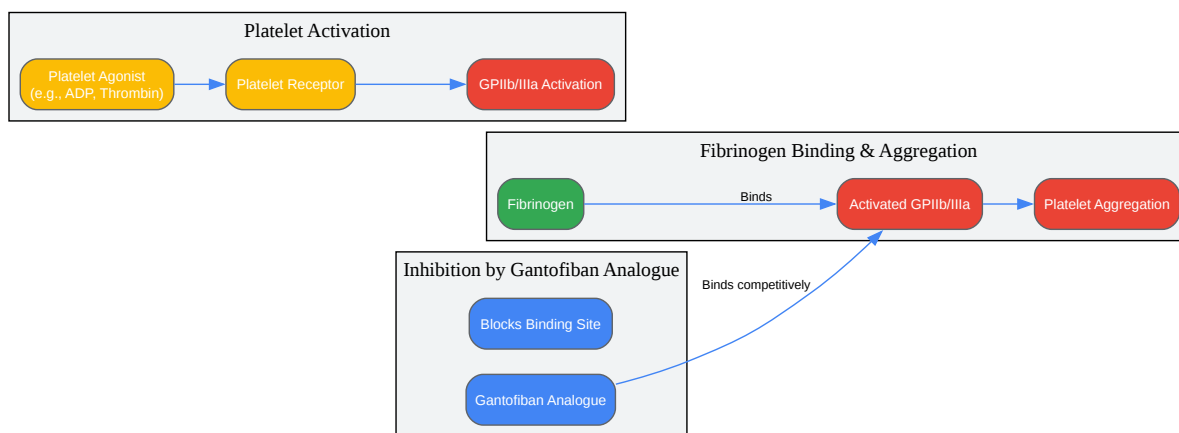 Platelet Activation
Platelet Agonist
(e.g., ADP, Thrombin)
Platelet Receptor
GPIIb/IIIa Activation
Fibrinogen Binding & Aggregation
Fibrinogen
Binds
Activated GPIIb/IIIa
Platelet Aggregation
Inhibition by Gantofiban Analogue
Binds competitively
Blocks Binding Site
Gantofiban Analogue